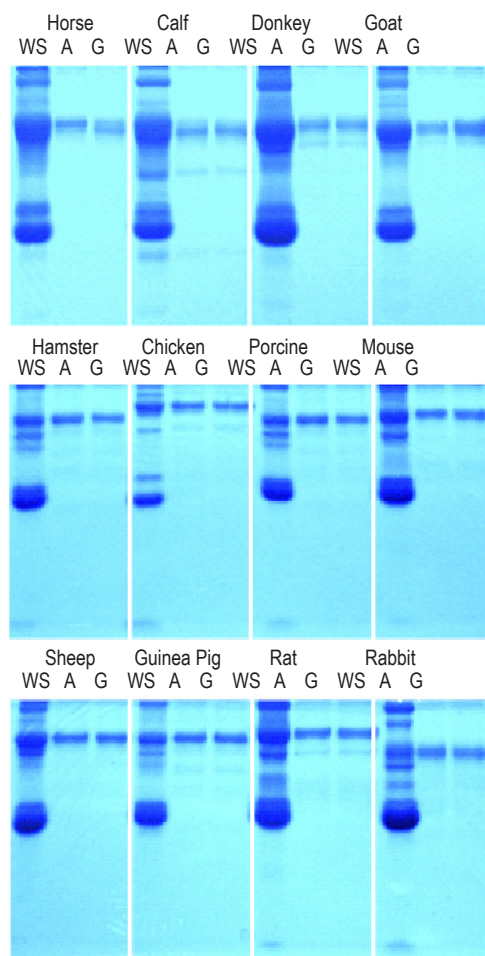 Horse Calf Donkey Goat
WS A G WS A G WS A G WS A G
Hamster Chicken Porcine Mouse
WS A G WS A G WS A G WS A G
Sheep Guinea Pig Rat Rabbit
WS A G WS A G WS A G WS A G